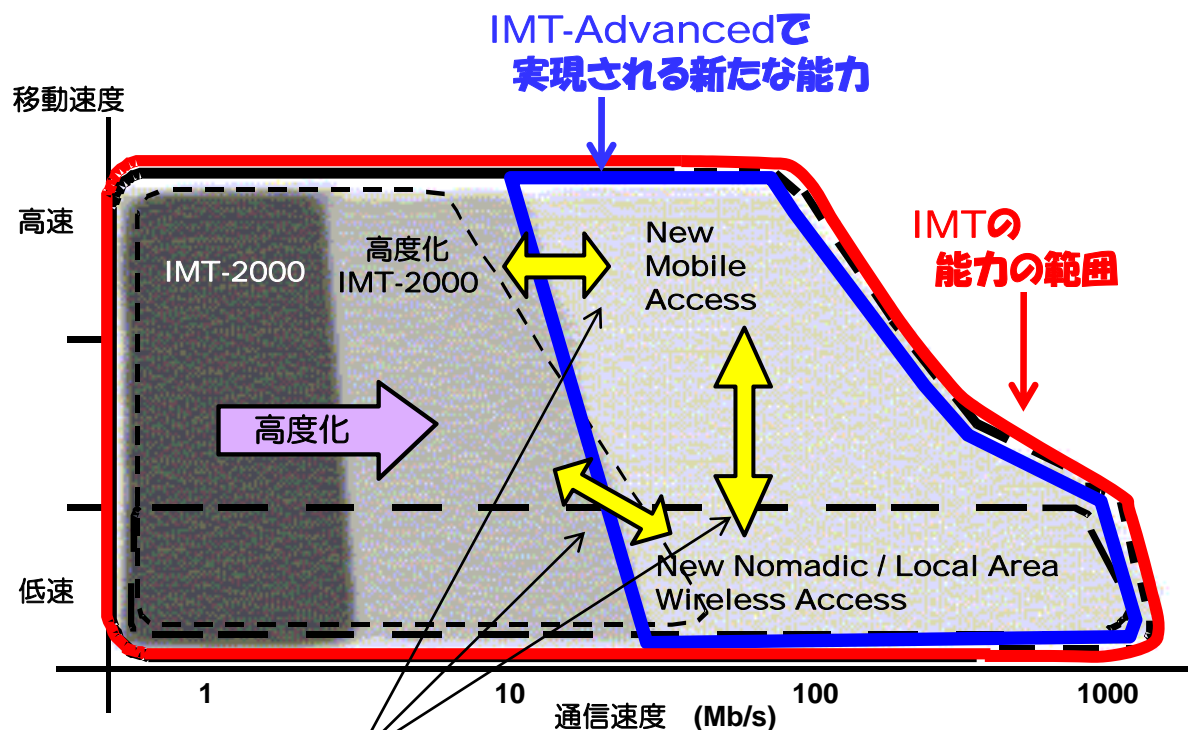 IMT-Advancedで
実現される新たな能力
移動速度
高速
IMT-2000
高度化
IMT-2000
New
Mobile
Access
IMTの
能力の範囲
高度化
低速
New Nomadic / Local Area
Wireless Access
1
10
100
1000
通信速度 (Mb/s)